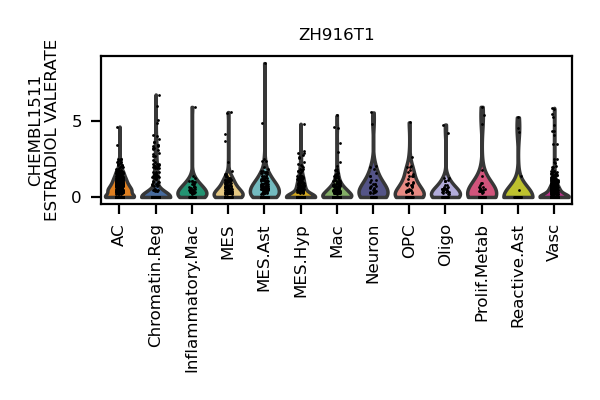 ZH916T1
CHEMBL1511
ESTRADIOL VALERATE
5
0
AC
Chromatin.Reg
Inflammatory.Mac
MES
MES.Ast
MES.Hyp
Mac
Neuron
OPC
Oligo
Prolif.Metab
Reactive.Ast
Vasc